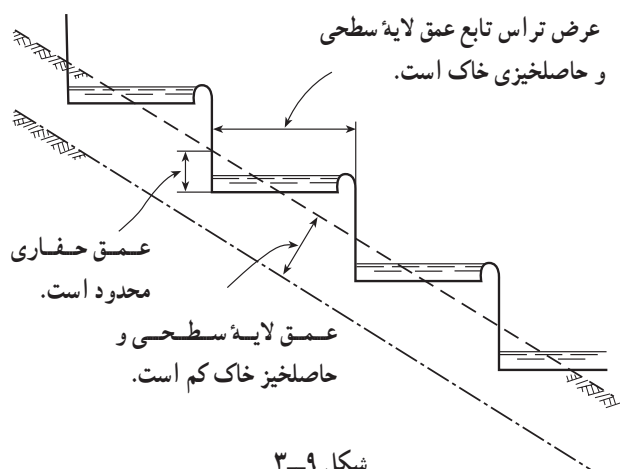 عرض تراس تابع عمق لایهٔ سطحی
و حاصلخیزی خاک است.
عمق حفاری
محدود است.
عمق لایهٔ سطحی و
حاصلخیز خاک کم است.
شکل ۹ــ۳